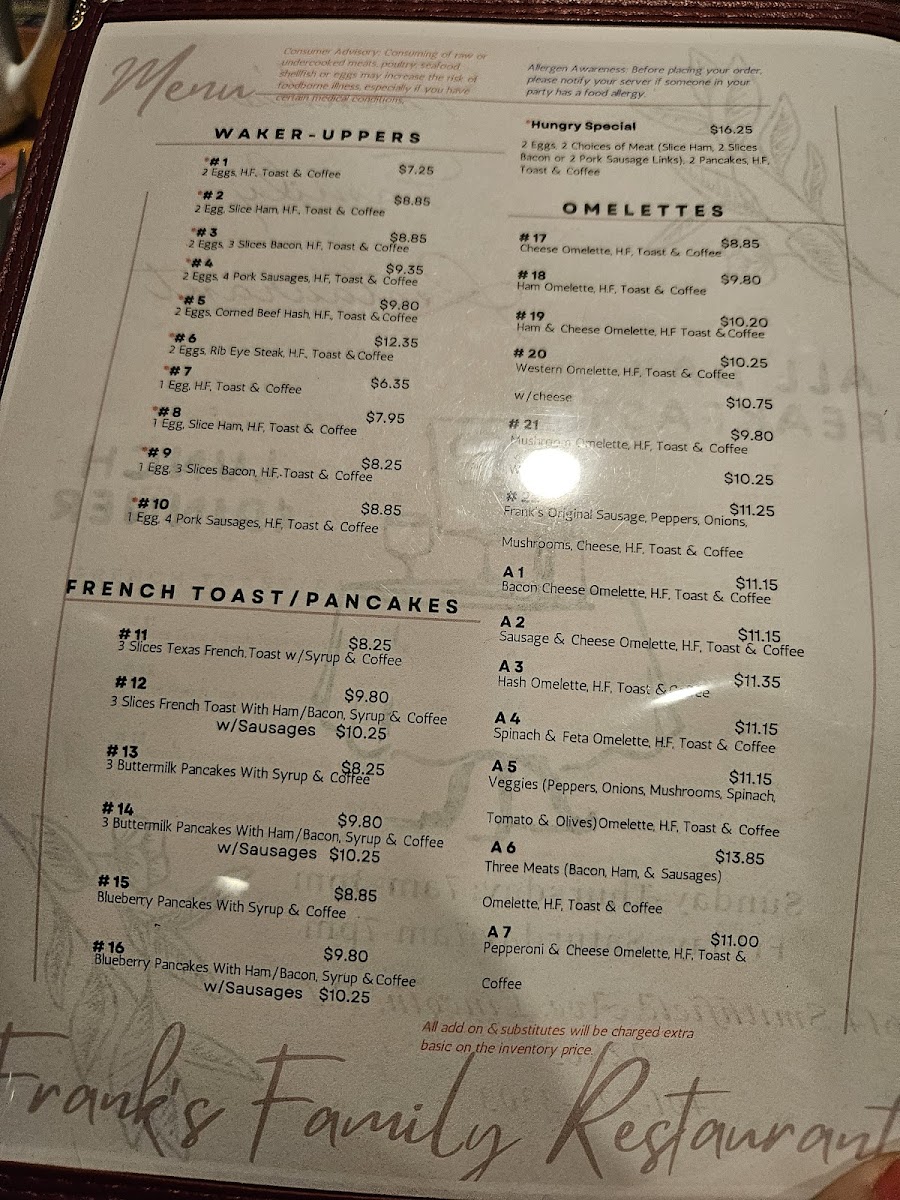 Menu
Consumer Advisory: Consuming of raw or
undercooked meats, poultry, seafood
shellfish or eggs may increase the risk of
foodborne illness, especially if you have
certain medical conditions.
WAKER-UPPERS
*#1
2 Eggs, H.F, Toast & Coffee $7.25
*#2
2 Egg, Slice Ham, H.F, Toast & Coffee $8.85
*#3
2 Eggs, 3 Slices Bacon, H.F, Toast & Coffee $8.85
*#4
2 Eggs, 4 Pork Sausages, H.F, Toast & Coffee $9.35
*#5
2 Eggs, Corned Beef Hash, H.F, Toast & Coffee $9.80
*#6
2 Eggs, Rib Eye Steak, H.F, Toast & Coffee $12.35
*#7
1 Egg, H.F, Toast & Coffee $6.35
*#8
1 Egg, Slice Ham, H.F, Toast & Coffee $7.95
*#9
1 Egg, 3 Slices Bacon, H.F, Toast & Coffee $8.25
*#10
1 Egg, 4 Pork Sausages, H.F, Toast & Coffee $8.85
FRENCH TOAST/PANCAKES
#11
3 Slices Texas French Toast w/Syrup & Coffee $8.25
#12
3 Slices French Toast With Ham/Bacon, Syrup & Coffee $9.80
w/Sausages $10.25
#13
3 Buttermilk Pancakes With Syrup & Coffee $8.25
#14
3 Buttermilk Pancakes With Ham/Bacon, Syrup & Coffee $9.80
w/Sausages $10.25
#15
Blueberry Pancakes With Syrup & Coffee $8.85
#16
Blueberry Pancakes With Ham/Bacon, Syrup & Coffee $9.80
w/Sausages $10.25
Allergen Awareness: Before placing your order,
please notify your server if someone in your
party has a food allergy.
*Hungry Special $16.25
2 Eggs, 2 Choices of Meat (Slice Ham, 2 Slices
Bacon or 2 Pork Sausage Links), 2 Pancakes, H.F,
Toast & Coffee
OMELETTES
#17
Cheese Omelette, H.F, Toast & Coffee $8.85
#18
Ham Omelette, H.F, Toast & Coffee $9.80
#19
Ham & Cheese Omelette, H.F Toast & Coffee $10.20
#20
Western Omelette, H.F, Toast & Coffee $10.25
w/cheese $10.75
#21
Mushroom Omelette, H.F, Toast & Coffee $9.80
$10.25
Frank's Original Sausage, Peppers, Onions, $11.25
Mushrooms, Cheese, H.F, Toast & Coffee
A1
Bacon Cheese Omelette, H.F, Toast & Coffee $11.15
A2
Sausage & Cheese Omelette, H.F, Toast & Coffee $11.15
A3
Hash Omelette, H.F, Toast & Coffee $11.35
A4
Spinach & Feta Omelette, H.F, Toast & Coffee $11.15
A5
Veggies (Peppers, Onions, Mushrooms, Spinach, $11.15
Tomato & Olives)Omelette, H.F, Toast & Coffee
A6
Three Meats (Bacon, Ham, & Sausages) $13.85
Omelette, H.F, Toast & Coffee
A7
Pepperoni & Cheese Omelette, H.F, Toast & $11.00
Coffee
All add on & substitutes will be charged extra
basic on the inventory price.
Frank's Family Restaurant